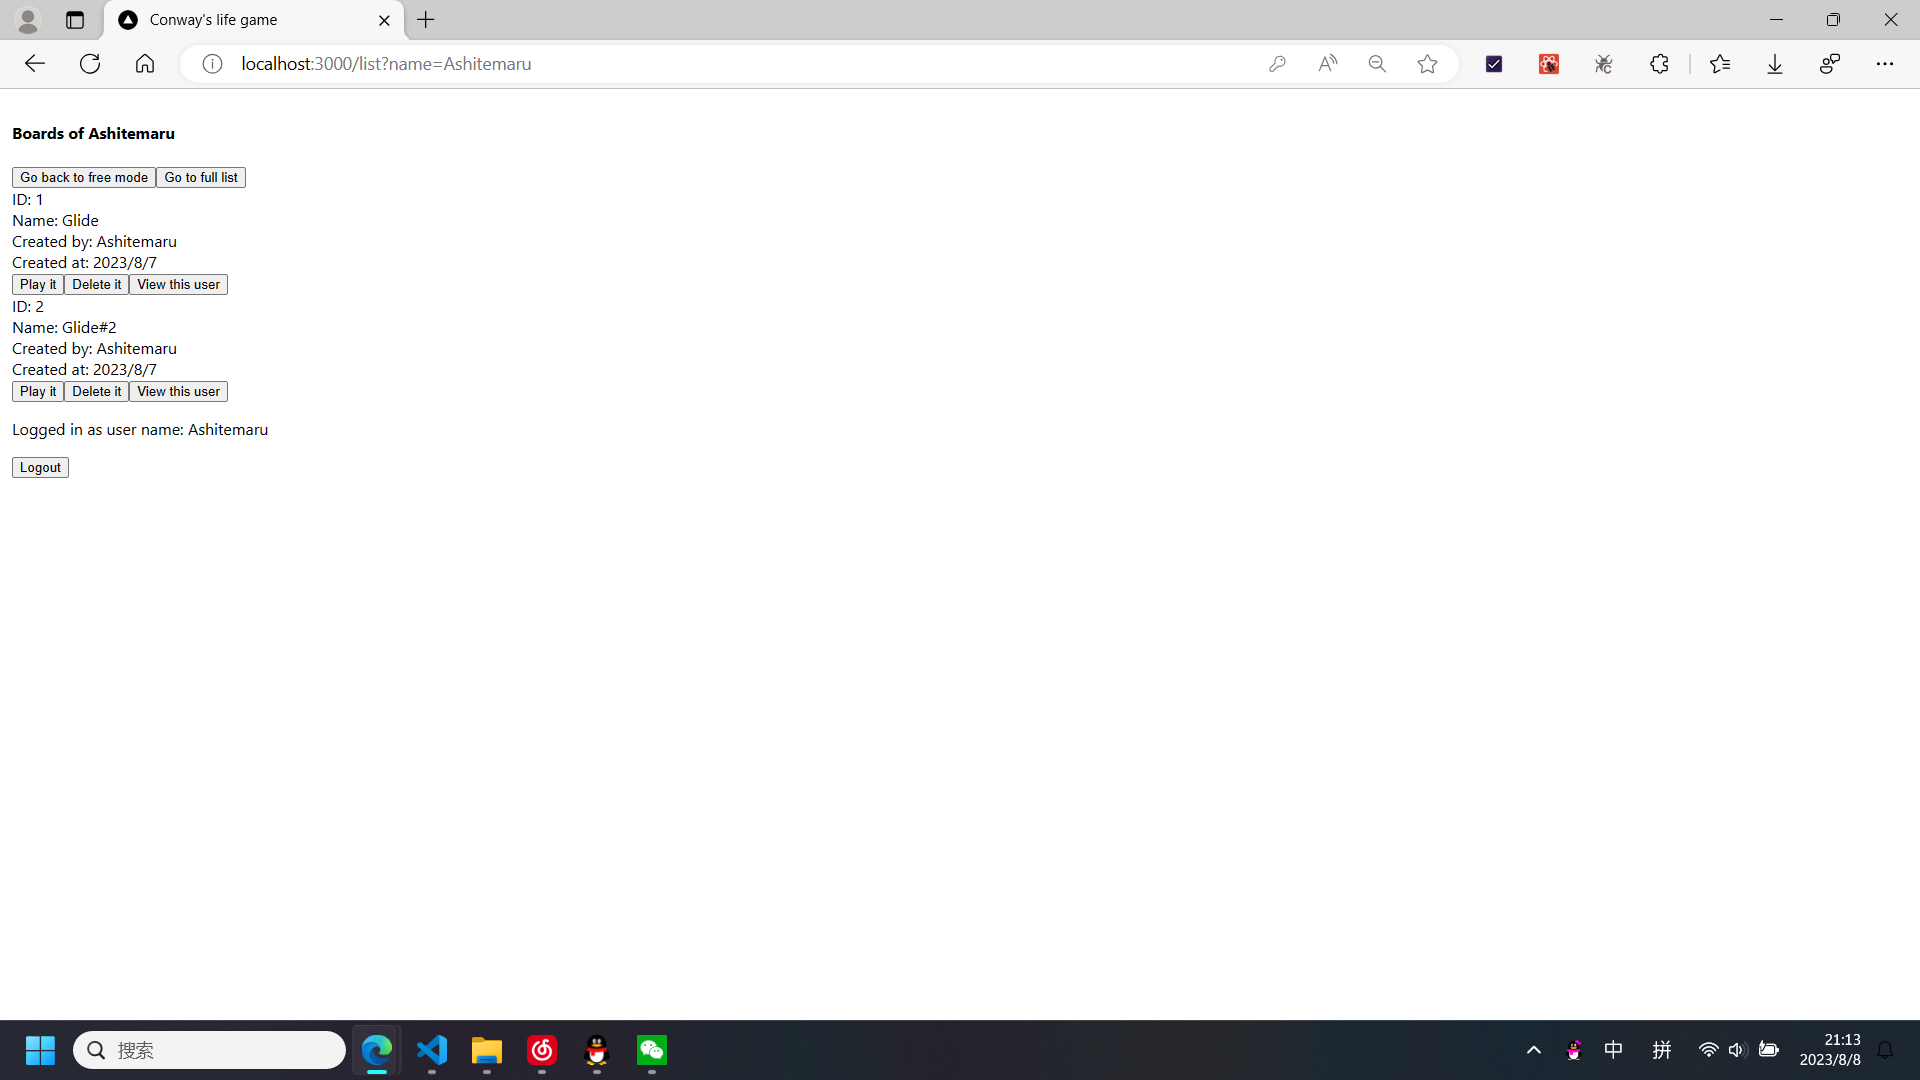 Conway's life game
localhost:3000/list?name=Ashitemaru
Boards of Ashitemaru
Go back to free mode Go to full list
ID: 1
Name: Glide
Created by: Ashitemaru
Created at: 2023/8/7
Play it Delete it View this user
ID: 2
Name: Glide#2
Created by: Ashitemaru
Created at: 2023/8/7
Play it Delete it View this user
Logged in as user name: Ashitemaru
Logout
搜索
中 拼
21:13
2023/8/8